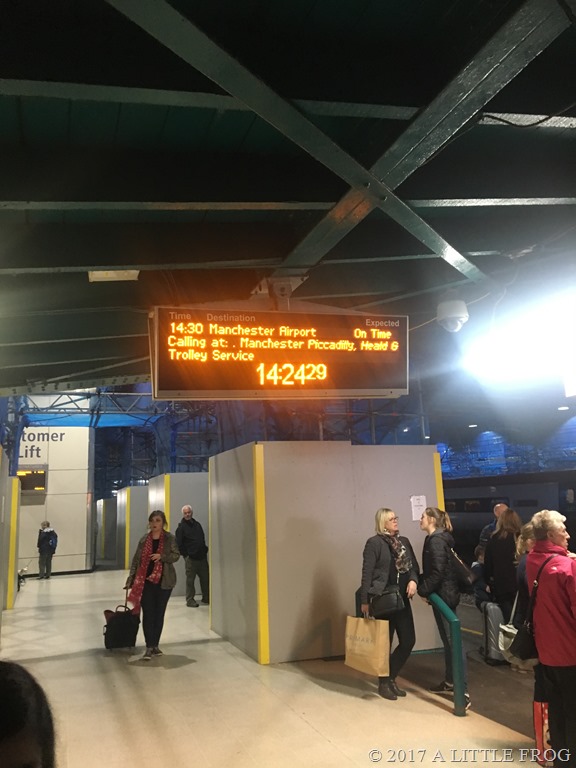 Time Destination Expected
14:30 Manchester Airport On Time
Calling at: . Manchester Piccadilly, Heald G
Trolley Service
14:24 29
tomer
Lift
© 2017 A LITTLE FROG